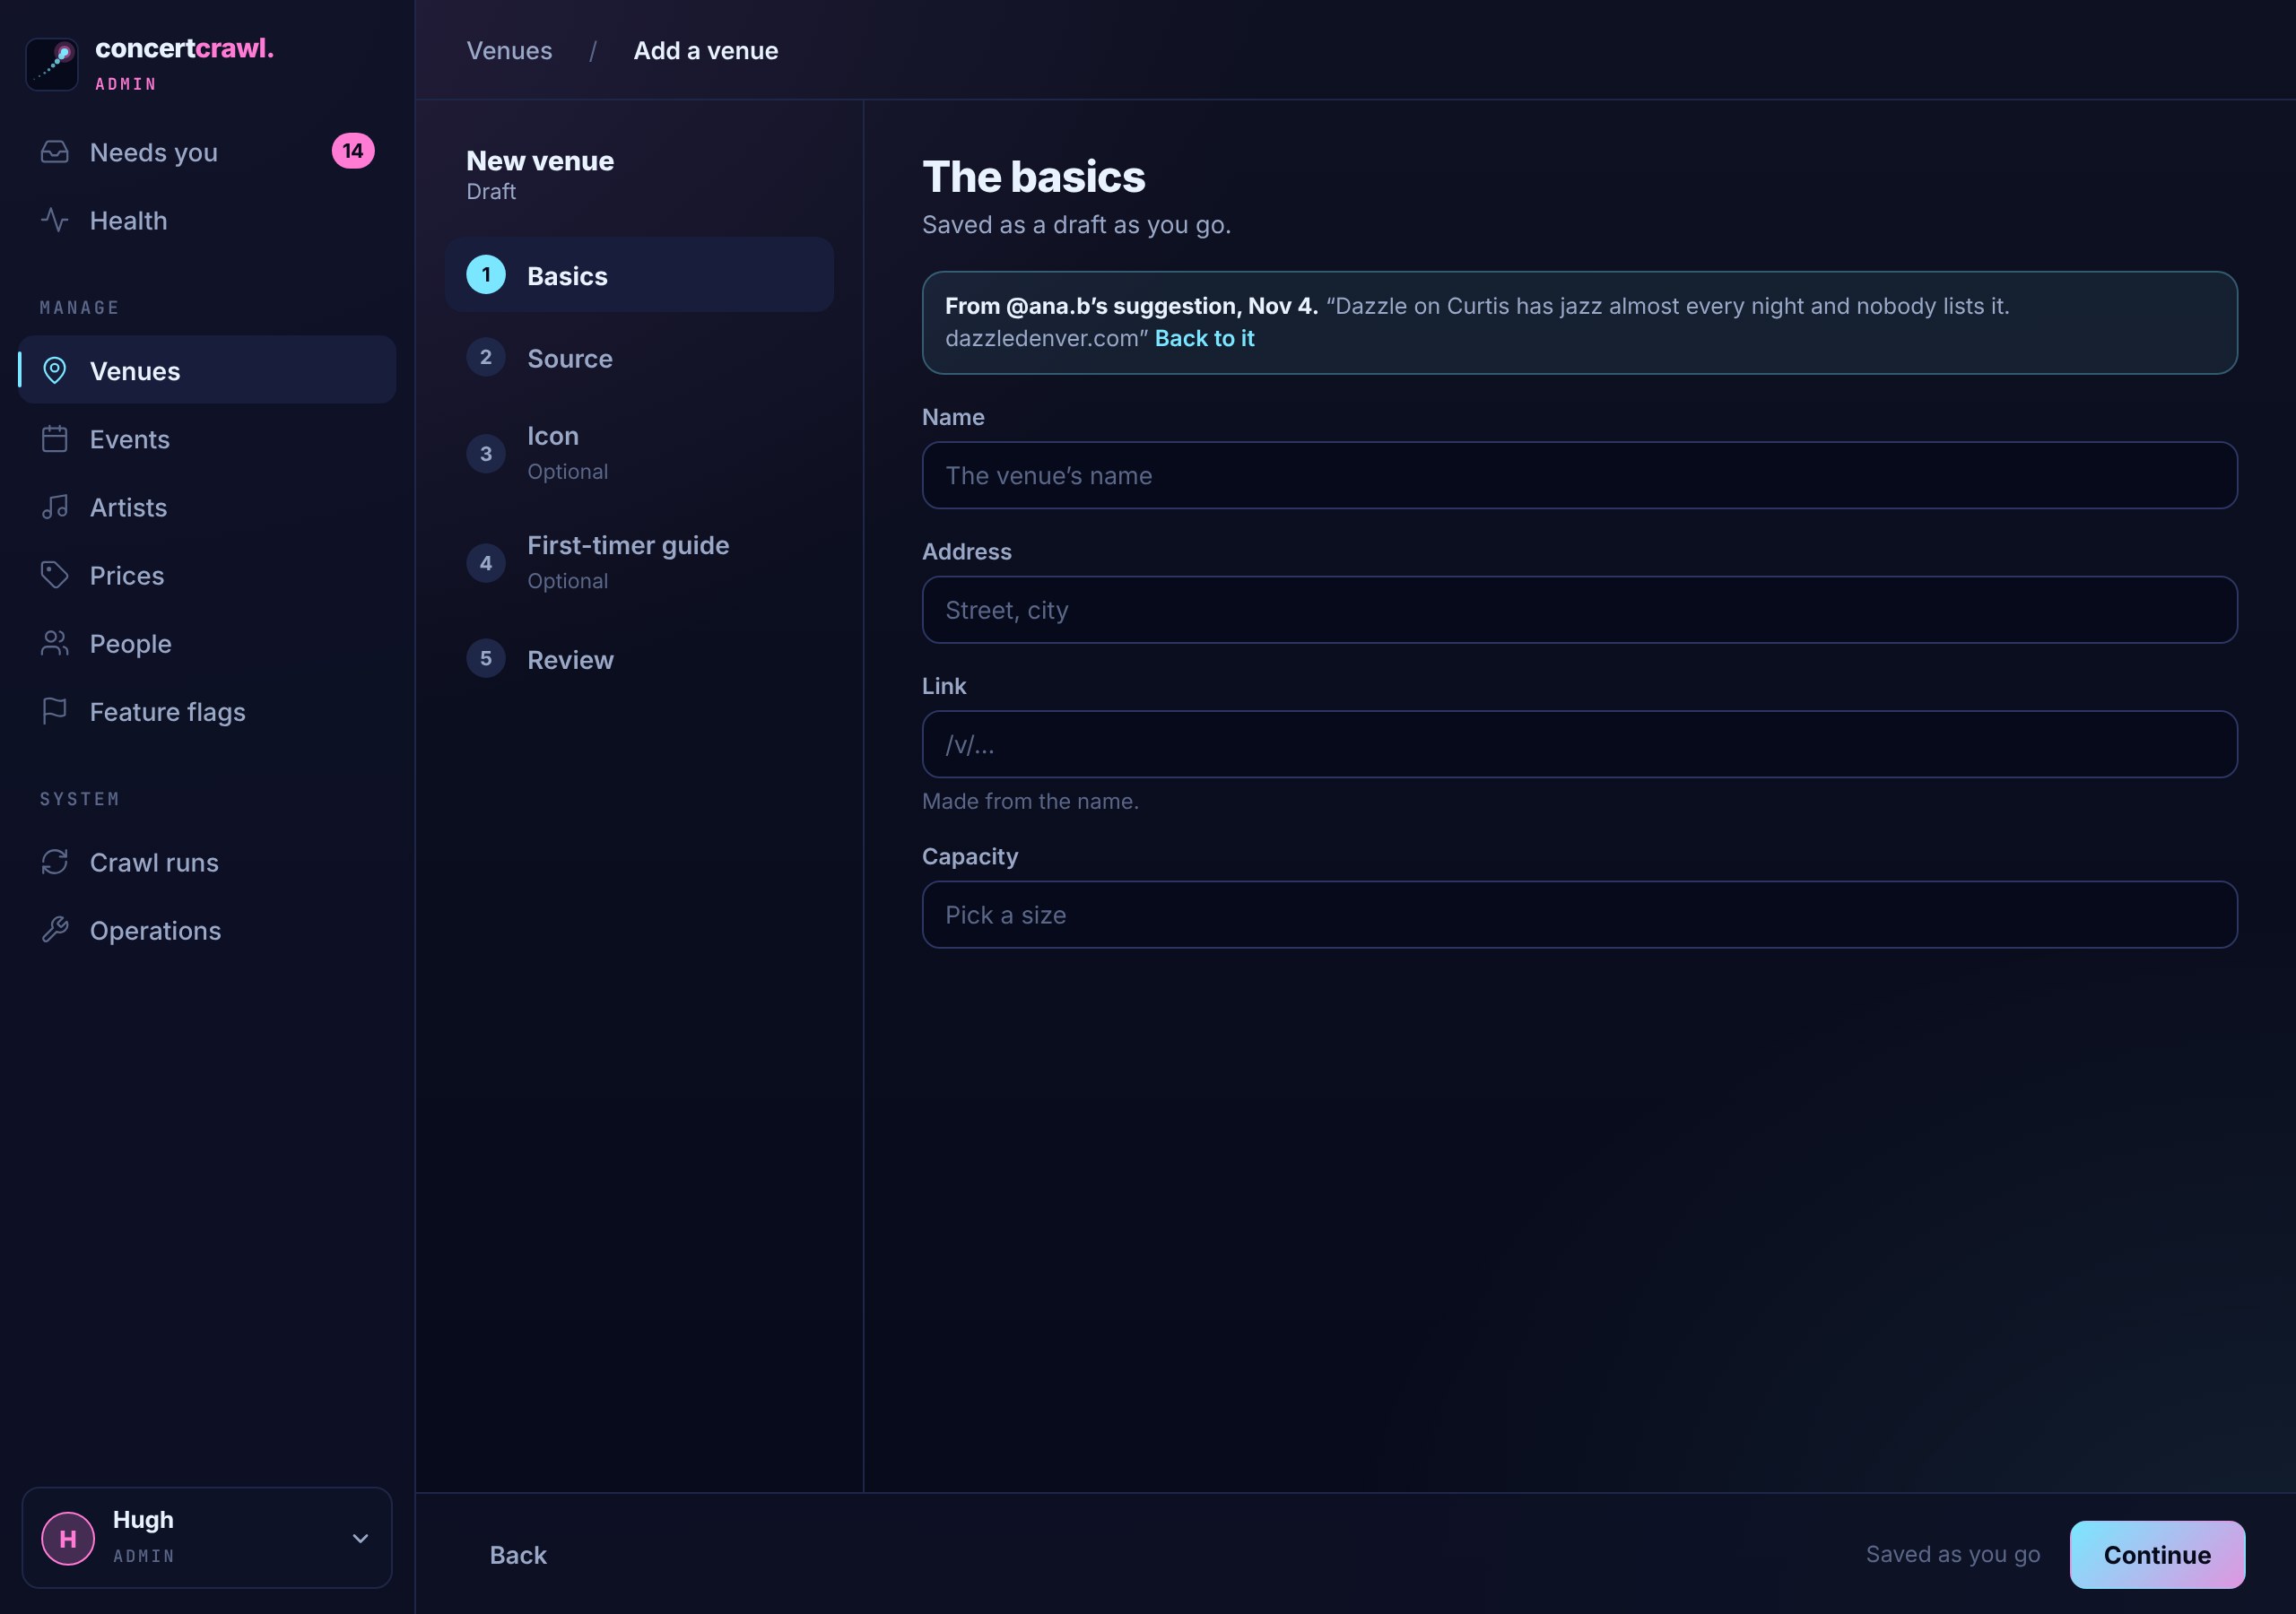 concertcrawl.
ADMIN
Needs you
14
Health
MANAGE
Venues
Events
Artists
Prices
People
Feature flags
SYSTEM
Crawl runs
Operations
H
Hugh
ADMIN
Venues / Add a venue
New venue
Draft
1 Basics
2 Source
3 Icon
Optional
4 First-timer guide
Optional
5 Review
The basics
Saved as a draft as you go.
From @ana.b’s suggestion, Nov 4. “Dazzle on Curtis has jazz almost every night and nobody lists it.
dazzledenver.com” Back to it
Name
The venue’s name
Address
Street, city
Link
/v/…
Made from the name.
Capacity
Pick a size
Back
Saved as you go
Continue